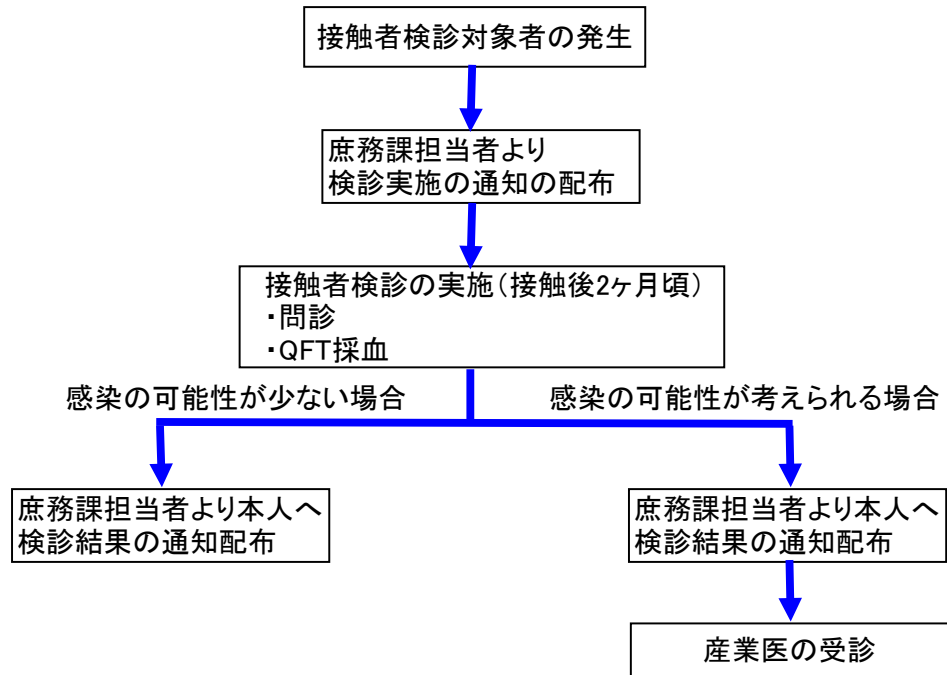 接触者検診対象者の発生
庶務課担当者より
検診実施の通知の配布
接触者検診の実施（接触後2ヶ月頃）
・問診
・QFT採血
感染の可能性が少ない場合
感染の可能性が考えられる場合
庶務課担当者より本人へ
検診結果の通知配布
庶務課担当者より本人へ
検診結果の通知配布
産業医の受診